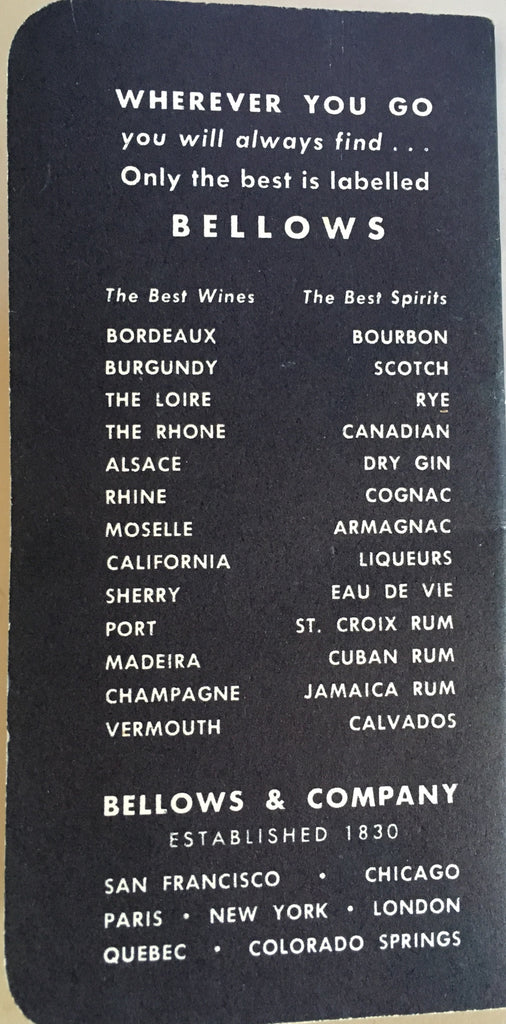 WHEREVER YOU GO
you will always find . . .
Only the best is labelled
BELLOWS
The Best Wines The Best Spirits
BORDEAUX BOURBON
BURGUNDY SCOTCH
THE LOIRE RYE
THE RHONE CANADIAN
ALSACE DRY GIN
RHINE COGNAC
MOSELLE ARMAGNAC
CALIFORNIA LIQUEURS
SHERRY EAU DE VIE
PORT ST. CROIX RUM
MADEIRA CUBAN RUM
CHAMPAGNE JAMAICA RUM
VERMOUTH CALVADOS
BELLOWS & COMPANY
ESTABLISHED 1830
SAN FRANCISCO • CHICAGO
PARIS • NEW YORK • LONDON
QUEBEC • COLORADO SPRINGS